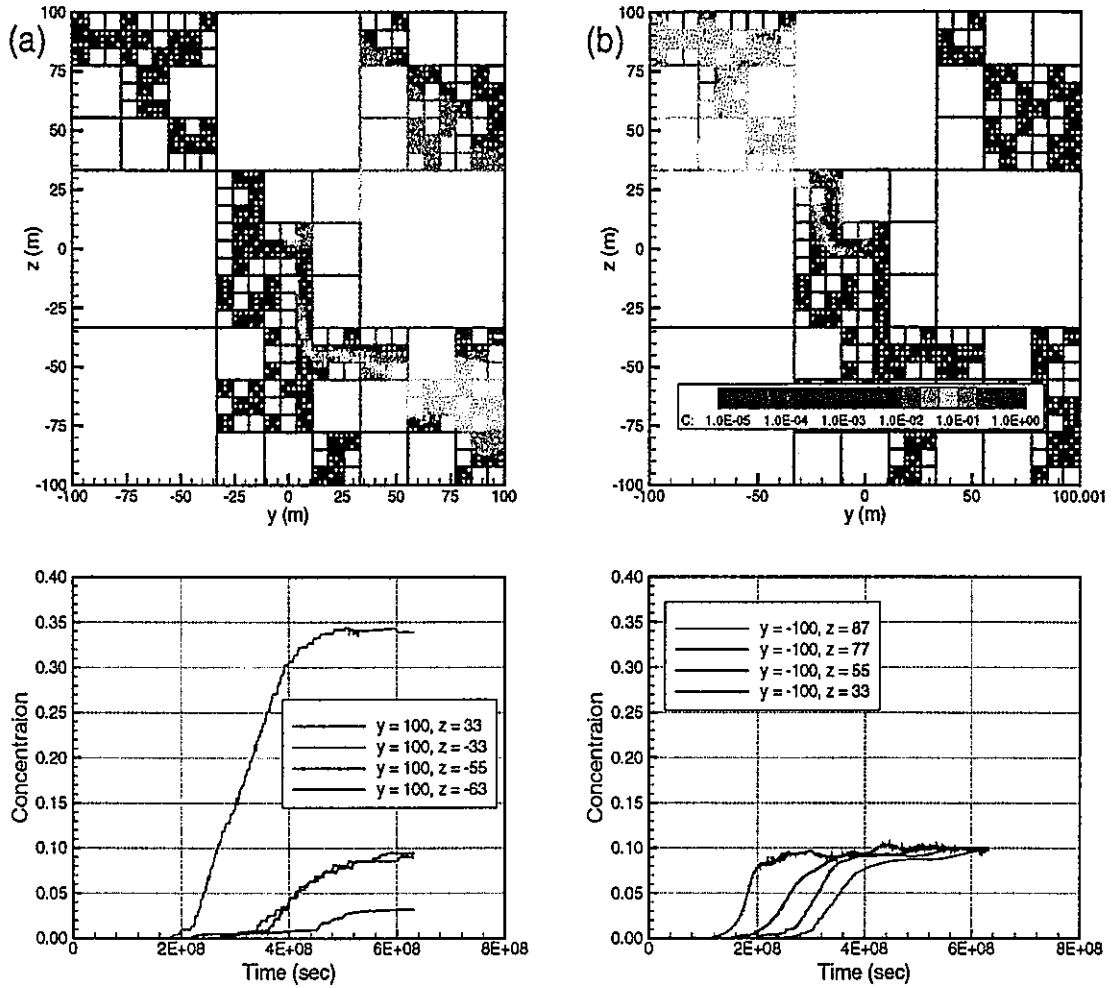 (a)
100
75
50
25
0
-25
-50
-75
-100
z (m)
-100 -75 -50 -25 0 25 50 75 100
y (m)
(b)
100
75
50
25
0
-25
-50
-75
-100
z (m)
C: 1.0E-05 1.0E-04 1.0E-03 1.0E-02 1.0E-01 1.0E+00
-100 -50 0 50 100.001
y (m)
0.40
0.35
0.30
0.25
0.20
0.15
0.10
0.05
0.00
Concentraion
y = 100, z = 33
y = 100, z = -33
y = 100, z = -55
y = 100, z = -63
0 2E+08 4E+08 6E+08 8E+08
Time (sec)
0.40
0.35
0.30
0.25
0.20
0.15
0.10
0.05
0.00
Concentraion
y = -100, z = 87
y = -100, z = 77
y = -100, z = 55
y = -100, z = 33
0 2E+08 4E+08 6E+08 8E+08
Time (sec)